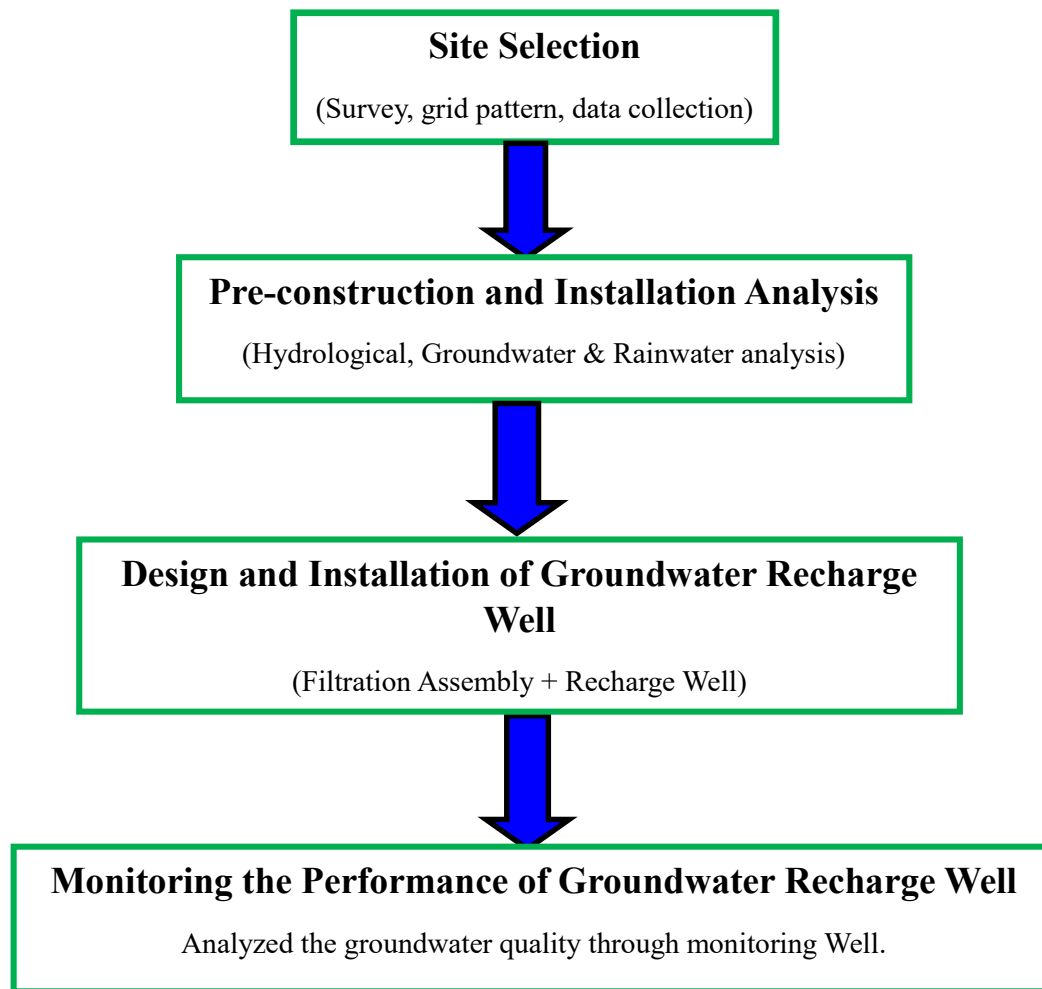 Site Selection
(Survey, grid pattern, data collection)
Pre-construction and Installation Analysis
(Hydrological, Groundwater & Rainwater analysis)
Design and Installation of Groundwater Recharge
Well
(Filtration Assembly + Recharge Well)
Monitoring the Performance of Groundwater Recharge Well
Analyzed the groundwater quality through monitoring Well.